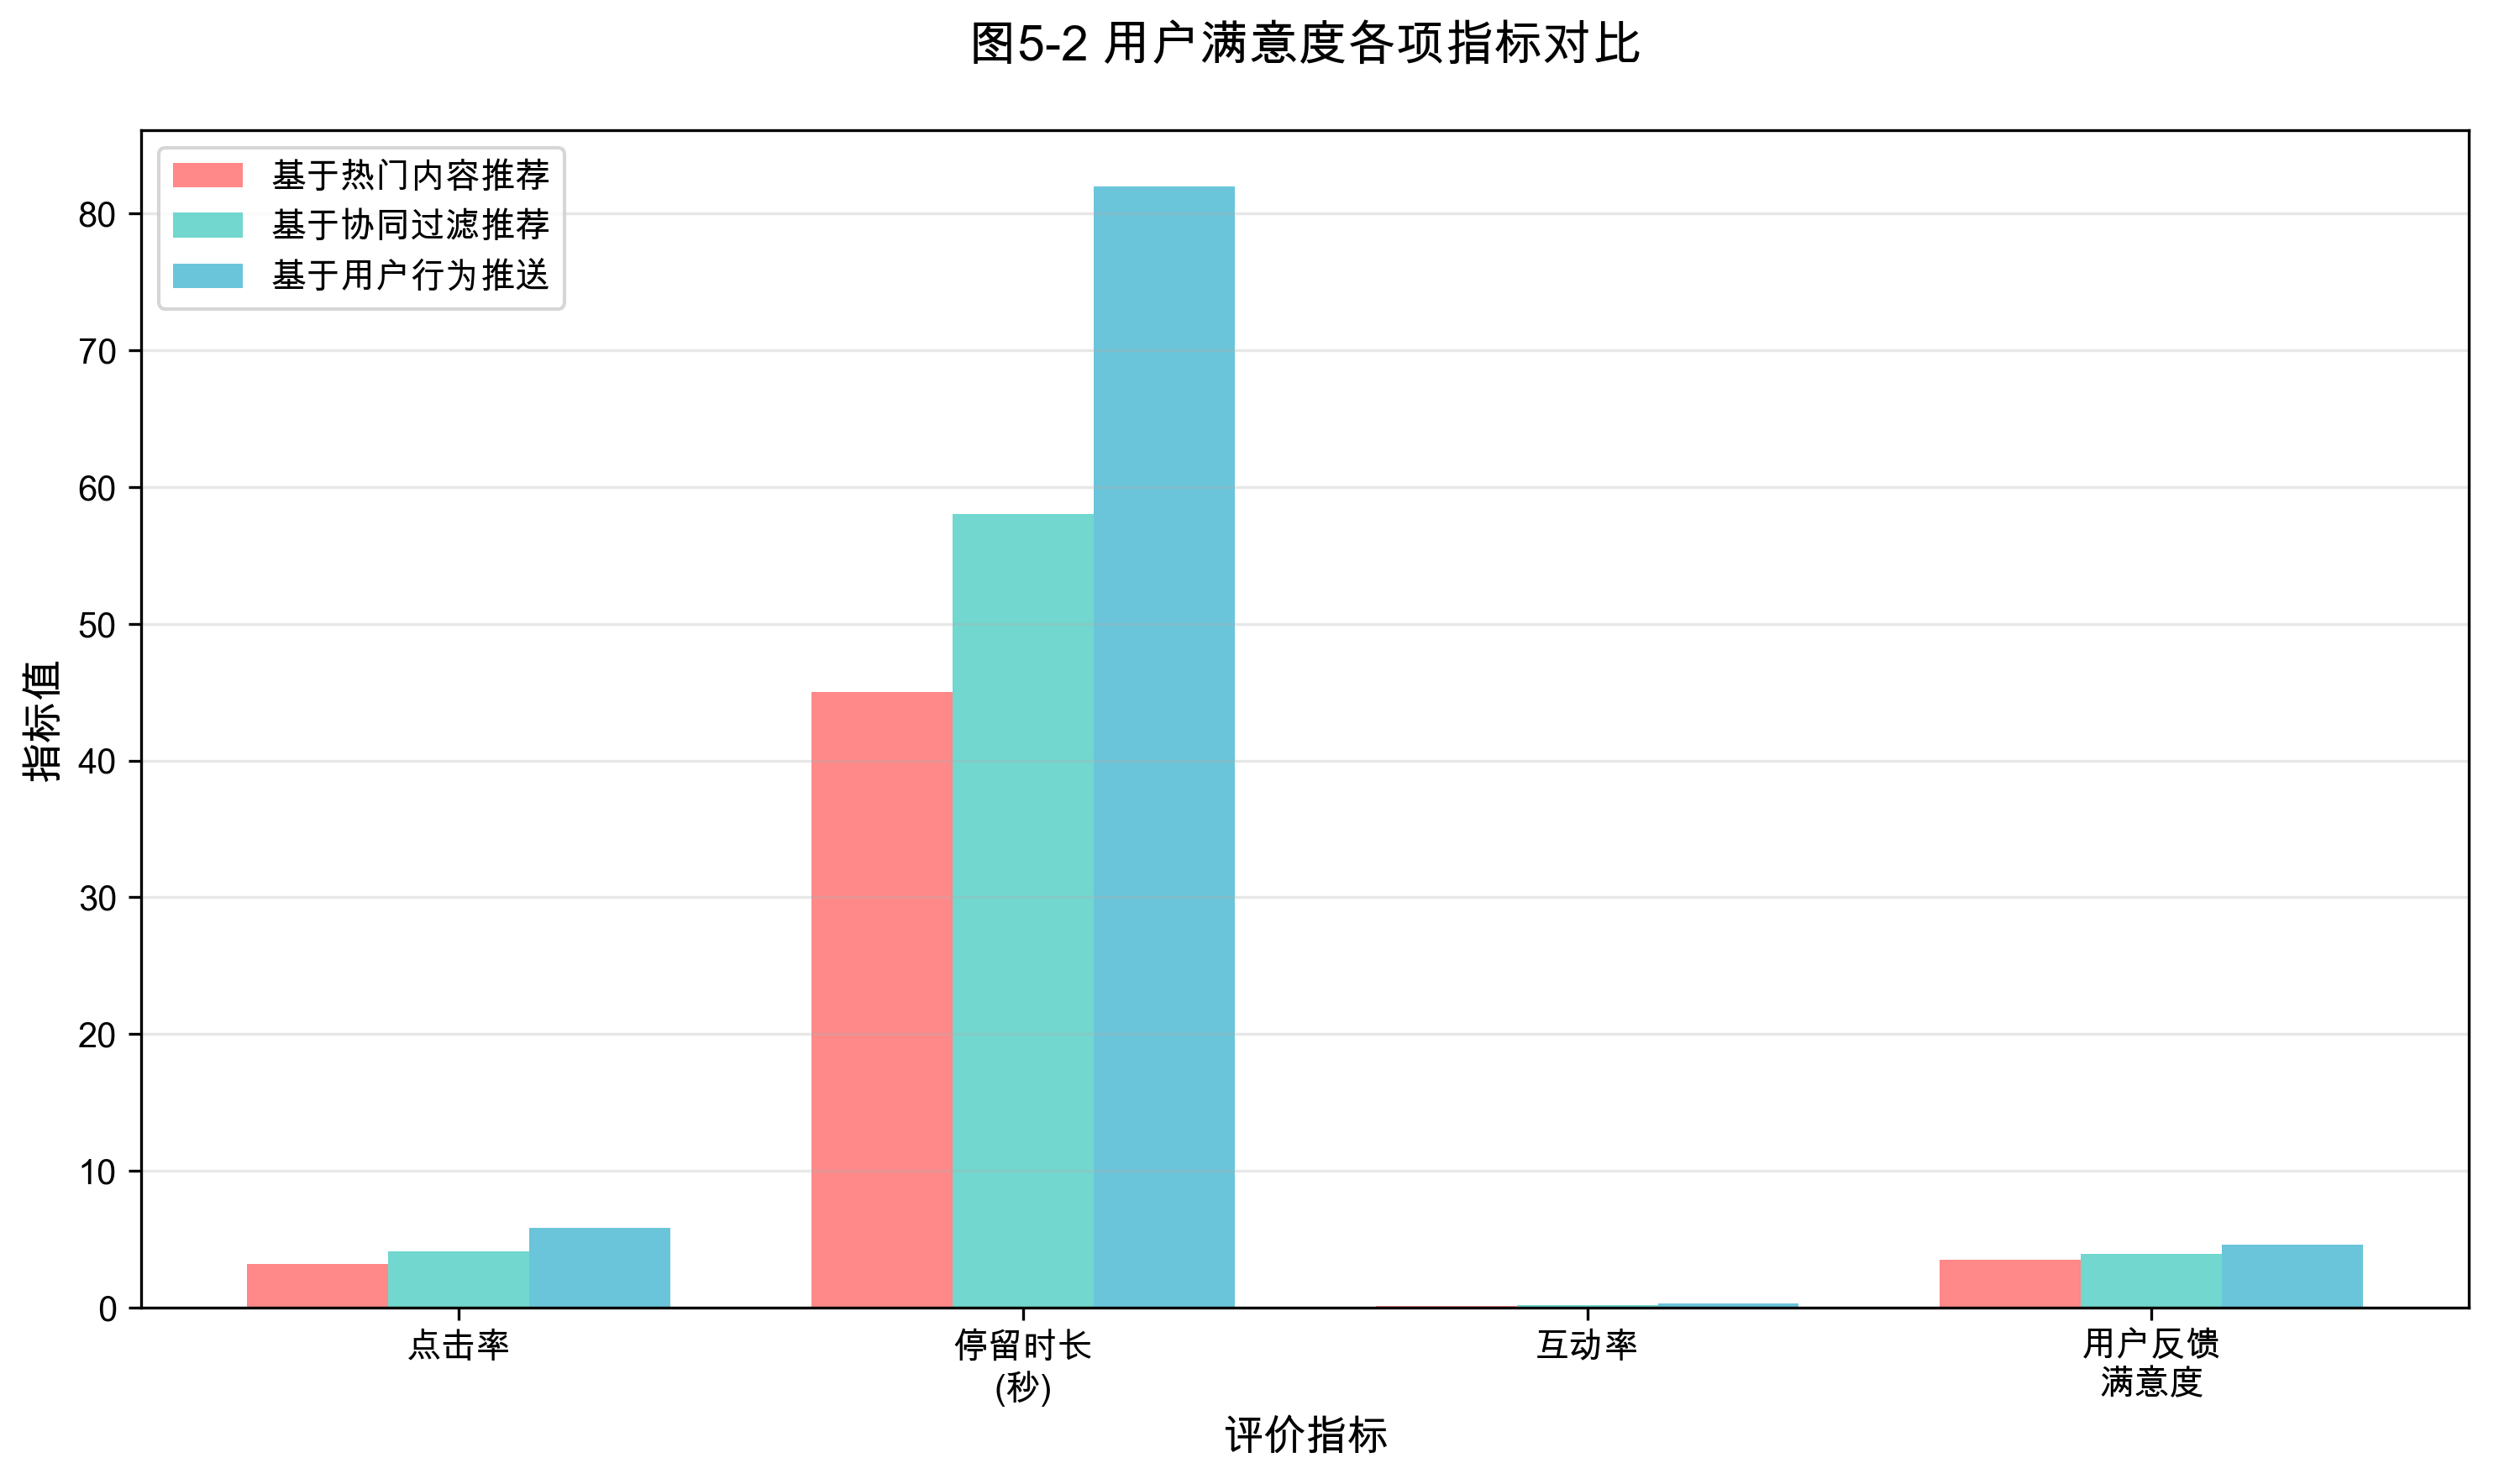 图5-2 用户满意度各项指标对比
基于热门内容推荐
基于协同过滤推荐
基于用户行为推送
80
70
60
50
40
30
20
10
0
指标值
点击率
停留时长
(秒)
互动率
用户反馈
满意度
评价指标